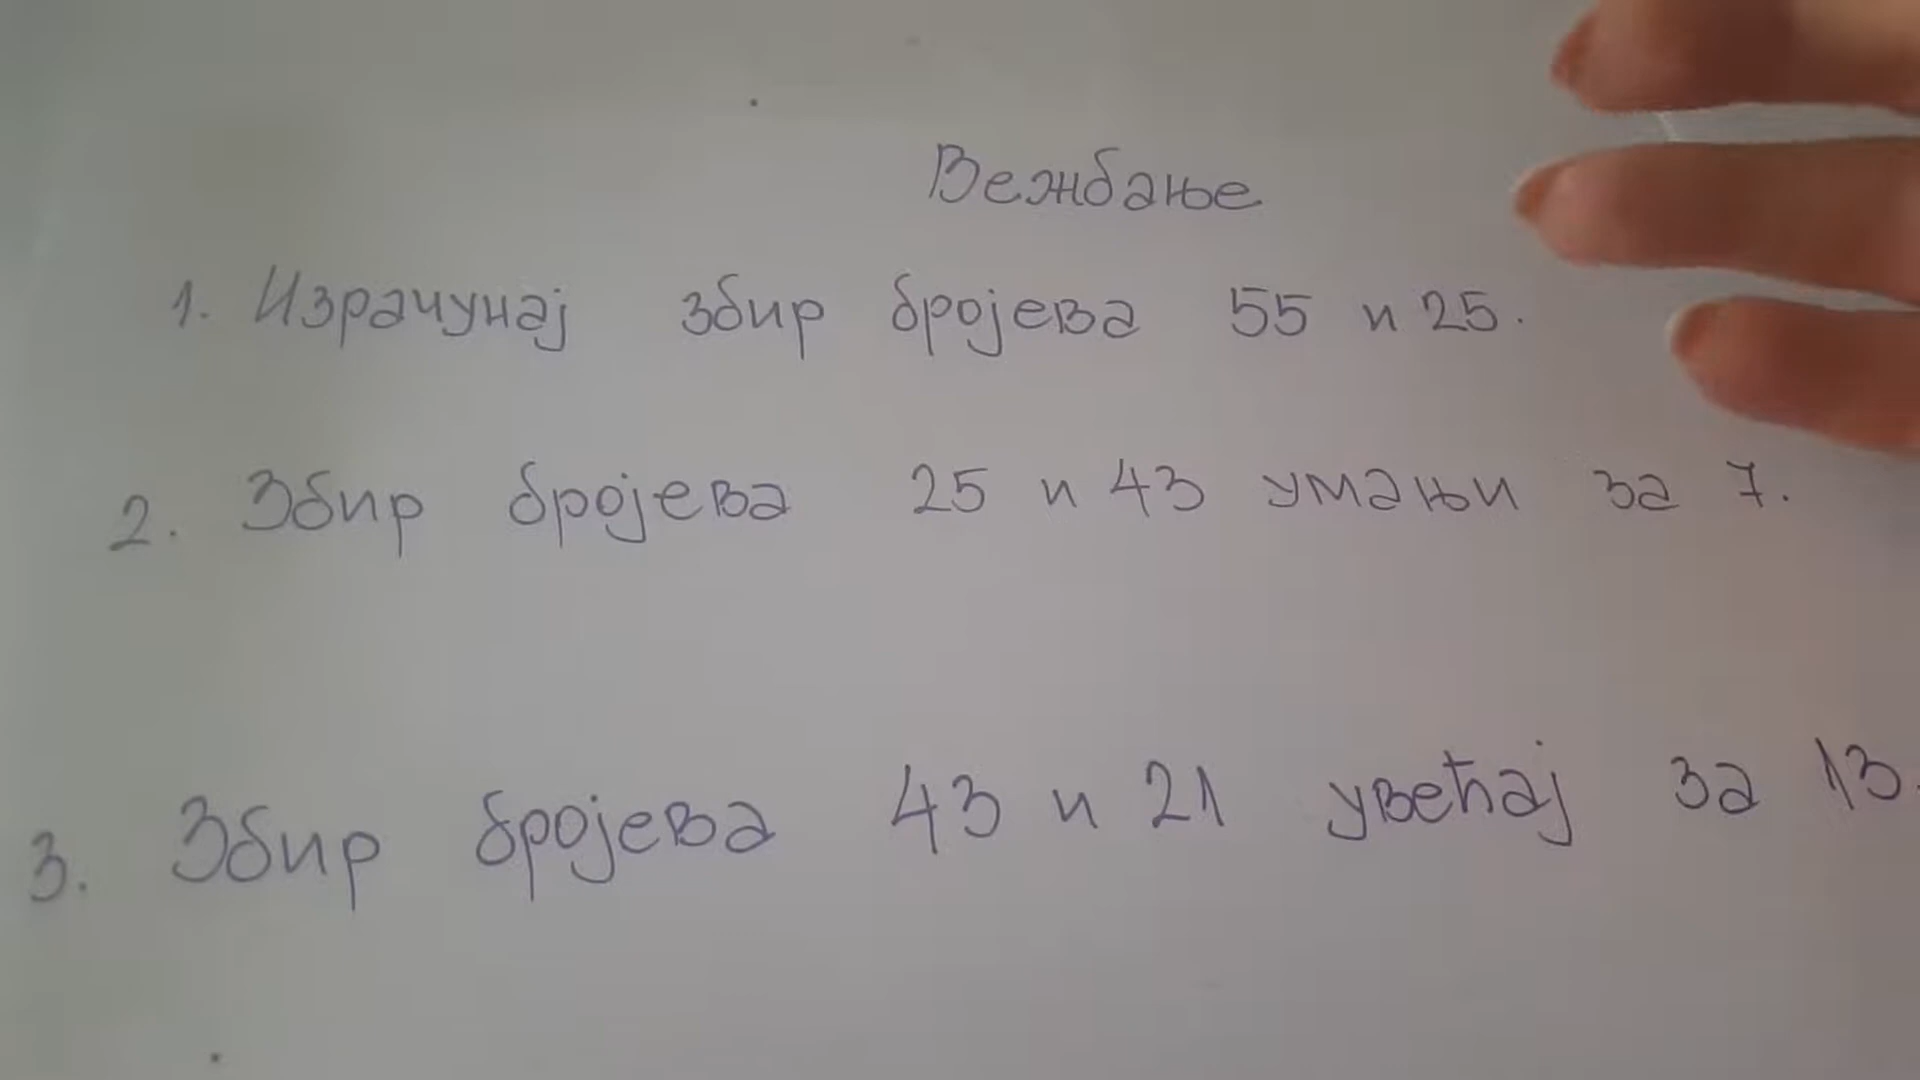 Вежбање
1. Израчунај збир бројева 55 и 25.
2. Збир бројева 25 и 43 умањи за 7.
3. Збир бројева 43 и 21 увећај за 13.